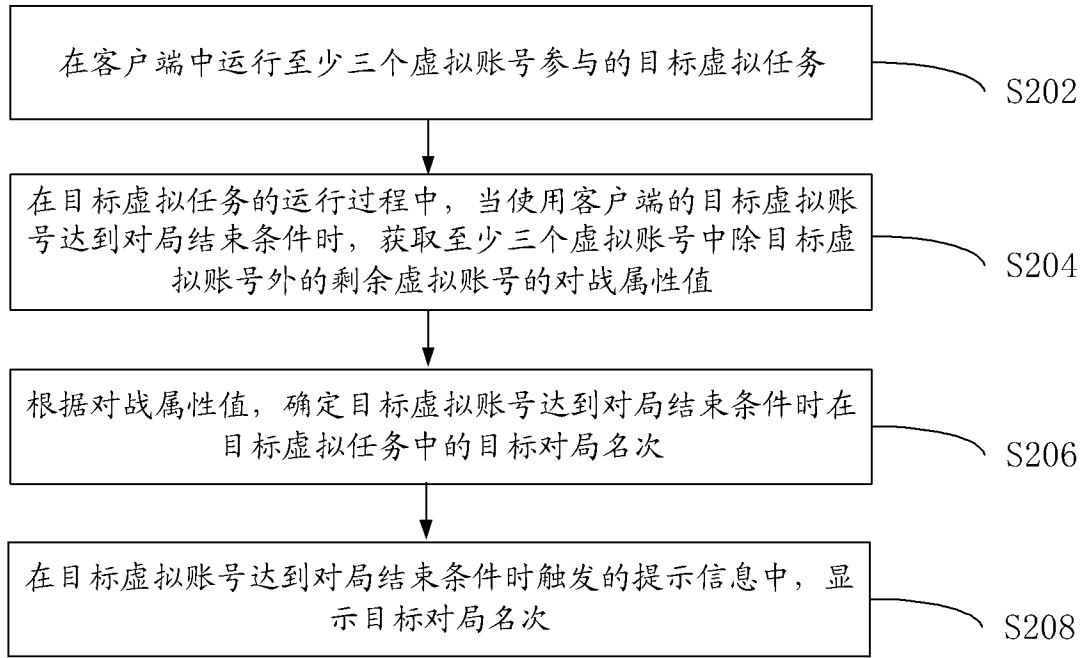 在客户端中运行至少三个虚拟账号参与的目标虚拟任务
S202
在目标虚拟任务的运行过程中，当使用客户端的目标虚拟账
号达到对局结束条件时，获取至少三个虚拟账号中除目标虚
拟账号外的剩余虚拟账号的对战属性值
S204
根据对战属性值，确定目标虚拟账号达到对局结束条件时在
目标虚拟任务中的目标对局名次
S206
在目标虚拟账号达到对局结束条件时触发的提示信息中，显
示目标对局名次
S208